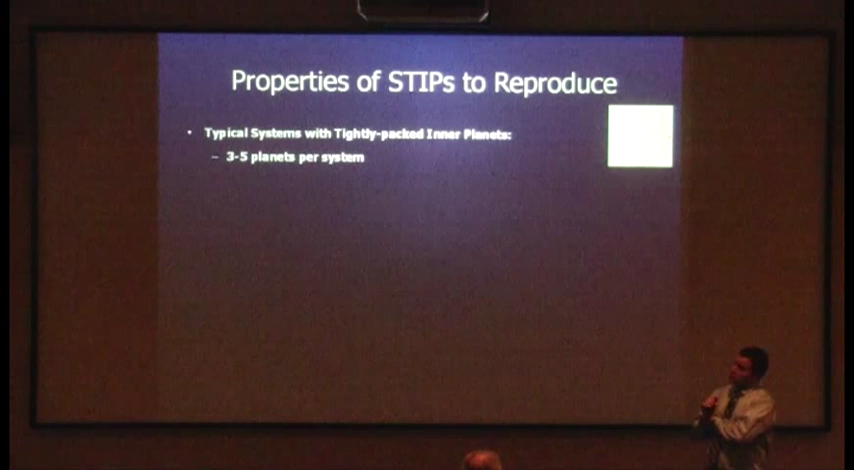 Properties of STIPs to Reproduce
• Typical Systems with Tightly-packed Inner Planets:
– 3-5 planets per system